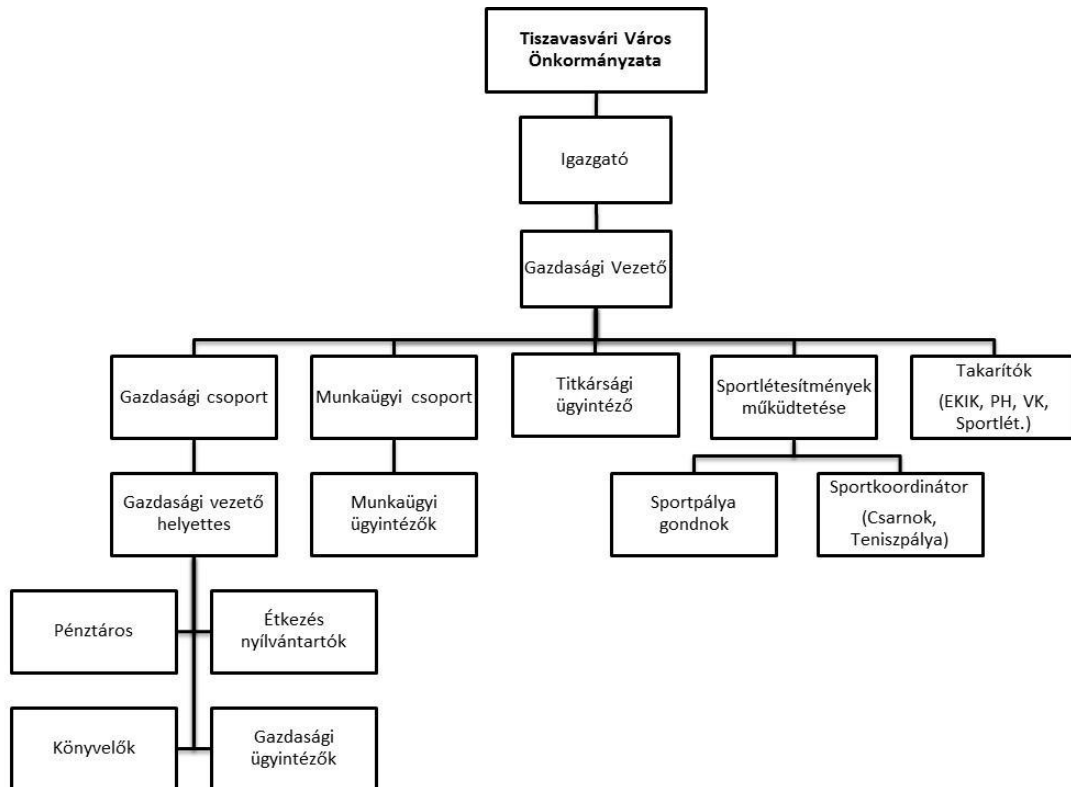 Tiszavasvári Város
Önkormányzata
Igazgató
Gazdasági Vezető
Gazdasági csoport
Munkaügyi csoport
Titkársági
ügyintéző
Sportlétesítmények
műküdtetése
Takarítók
(EKIK, PH, VK,
Sportlét.)
Gazdasági vezető
helyettes
Munkaügyi
ügyintézők
Sportpálya
gondnok
Sportkoordinátor
(Csarnok,
Teniszpálya)
Pénztáros
Étkezés
nyílvántartók
Könyvelők
Gazdasági
ügyintézők